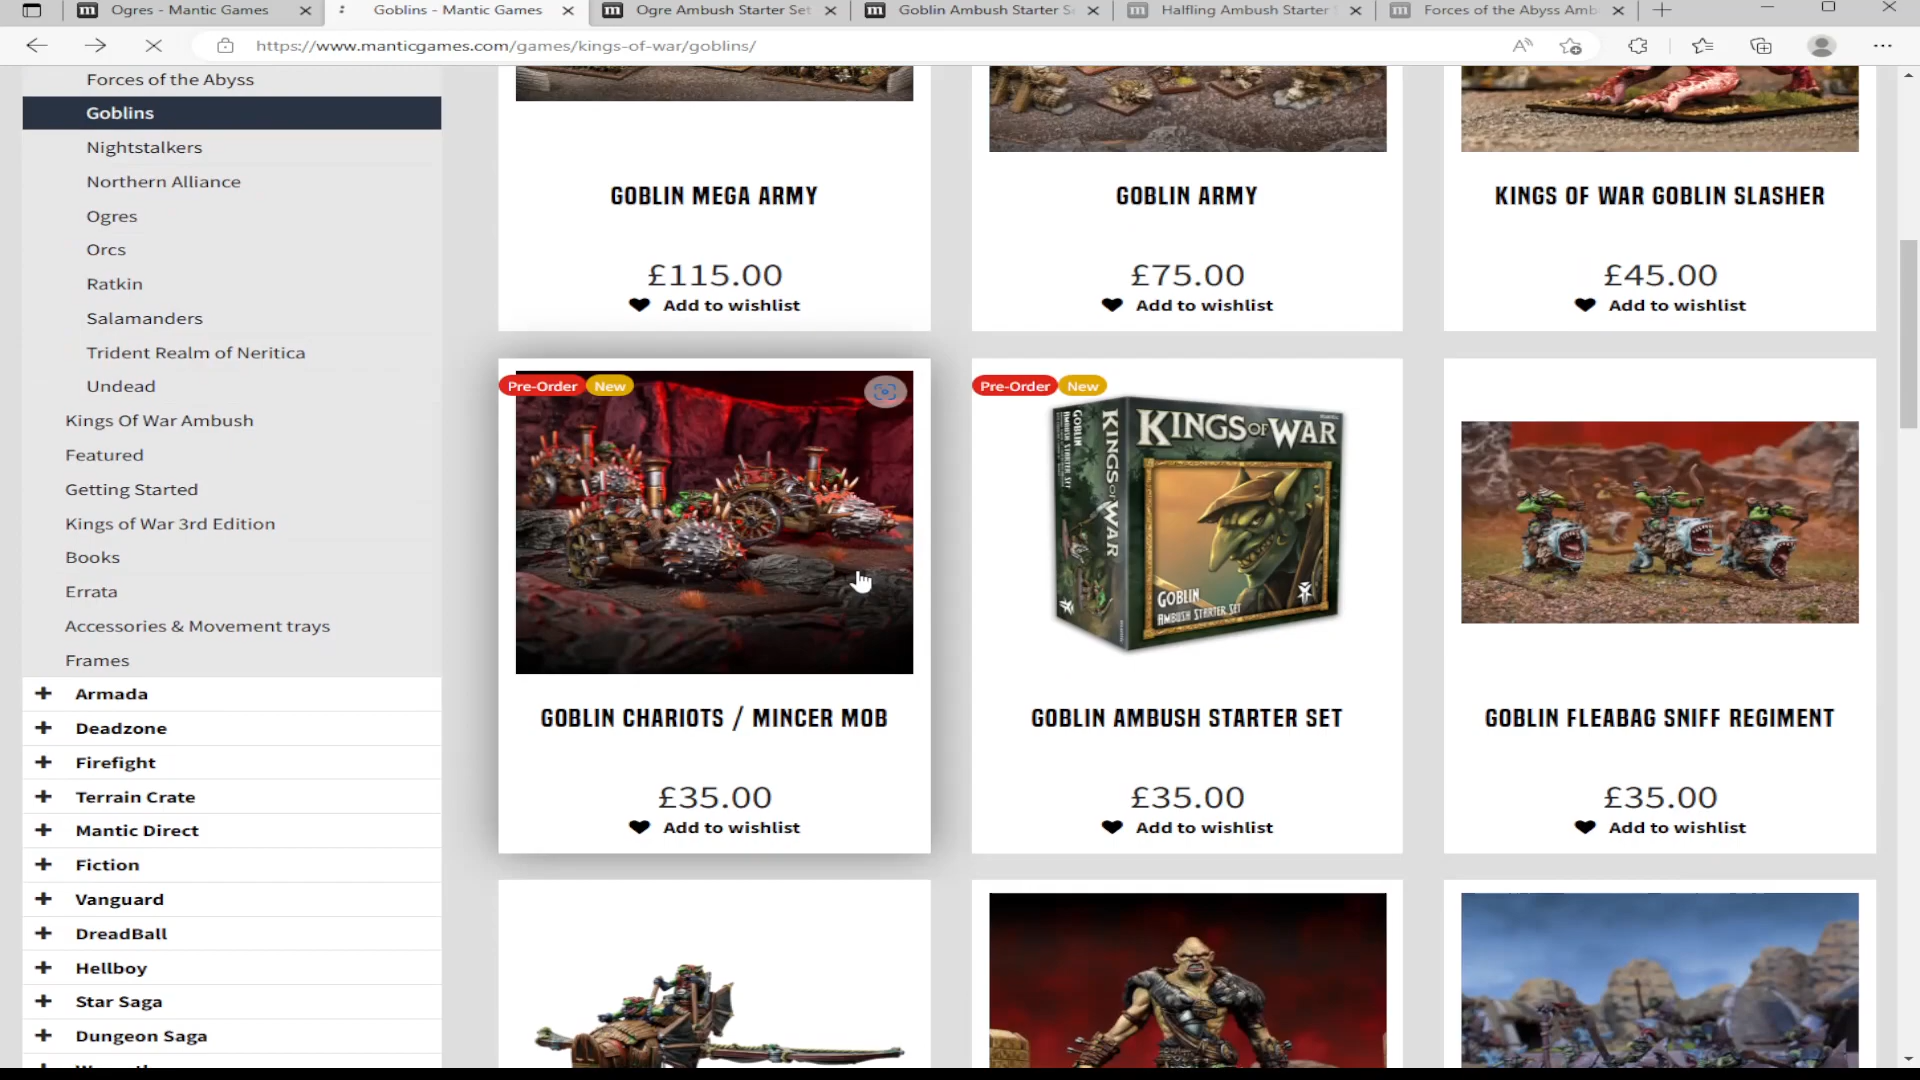 Ogres - Mantic Games
Goblins - Mantic Games
Ogre Ambush Starter Set
Goblin Ambush Starter S
Halfling Ambush Starter
Forces of the Abyss Amb
https://www.manticgames.com/games/kings-of-war/goblins/
Forces of the Abyss
Goblins
Nightstalkers
Northern Alliance
Ogres
Orcs
Ratkin
Salamanders
Trident Realm of Neritica
Undead
Kings Of War Ambush
Featured
Getting Started
Kings of War 3rd Edition
Books
Errata
Accessories & Movement trays
Frames
+ Armada
+ Deadzone
+ Firefight
+ Terrain Crate
+ Mantic Direct
+ Fiction
+ Vanguard
+ DreadBall
+ Hellboy
+ Star Saga
+ Dungeon Saga
GOBLIN MEGA ARMY
£115.00
Add to wishlist
GOBLIN ARMY
£75.00
Add to wishlist
KINGS OF WAR GOBLIN SLASHER
£45.00
Add to wishlist
Pre-Order New
GOBLIN CHARIOTS / MINCER MOB
£35.00
Add to wishlist
Pre-Order New
KINGS OF WAR
KINGS OF WAR
GOBLIN
AMBUSH STARTER SET
GOBLIN
AMBUSH STARTER SET
GOBLIN AMBUSH STARTER SET
£35.00
Add to wishlist
GOBLIN FLEABAG SNIFF REGIMENT
£35.00
Add to wishlist